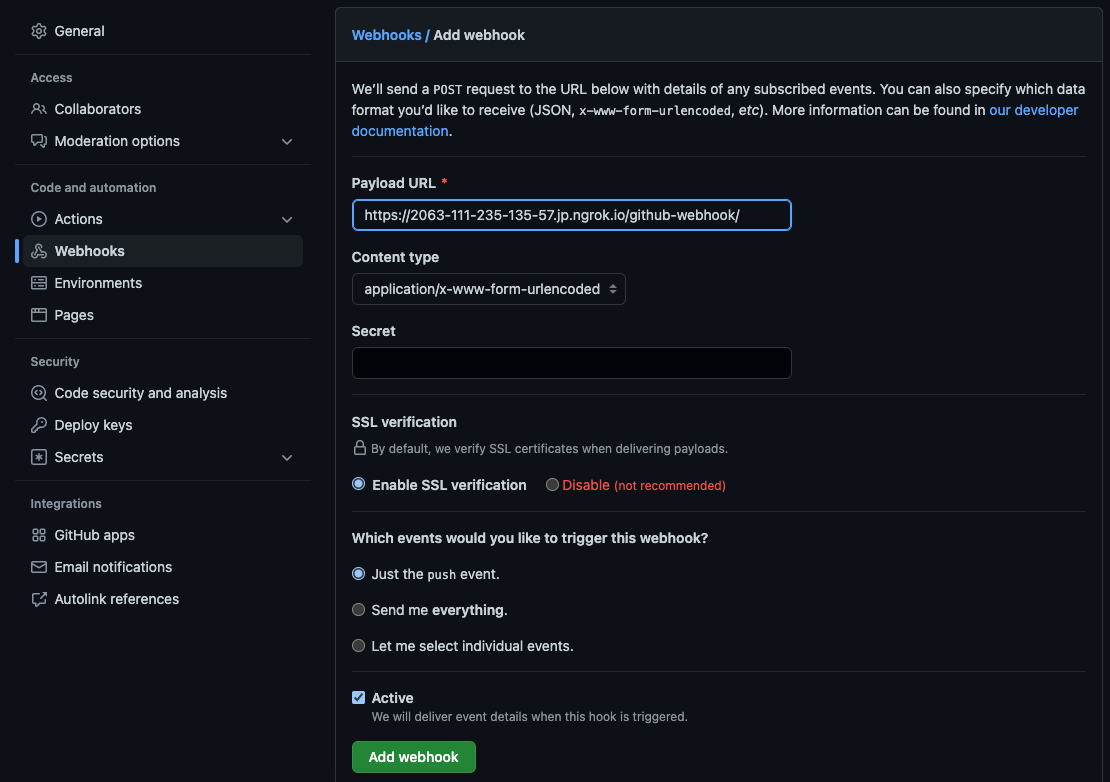 General
Access
Collaborators
Moderation options
Code and automation
Actions
Webhooks
Environments
Pages
Security
Code security and analysis
Deploy keys
Secrets
Integrations
GitHub apps
Email notifications
Autolink references
Webhooks / Add webhook
We'll send a POST request to the URL below with details of any subscribed events. You can also specify which data
format you'd like to receive (JSON, x-www-form-urlencoded, etc). More information can be found in our developer
documentation.
Payload URL *
https://2063-111-235-135-57.jp.ngrok.io/github-webhook/
Content type
application/x-www-form-urlencoded
Secret
SSL verification
By default, we verify SSL certificates when delivering payloads.
Enable SSL verification Disable (not recommended)
Which events would you like to trigger this webhook?
Just the push event.
Send me everything.
Let me select individual events.
Active
We will deliver event details when this hook is triggered.
Add webhook